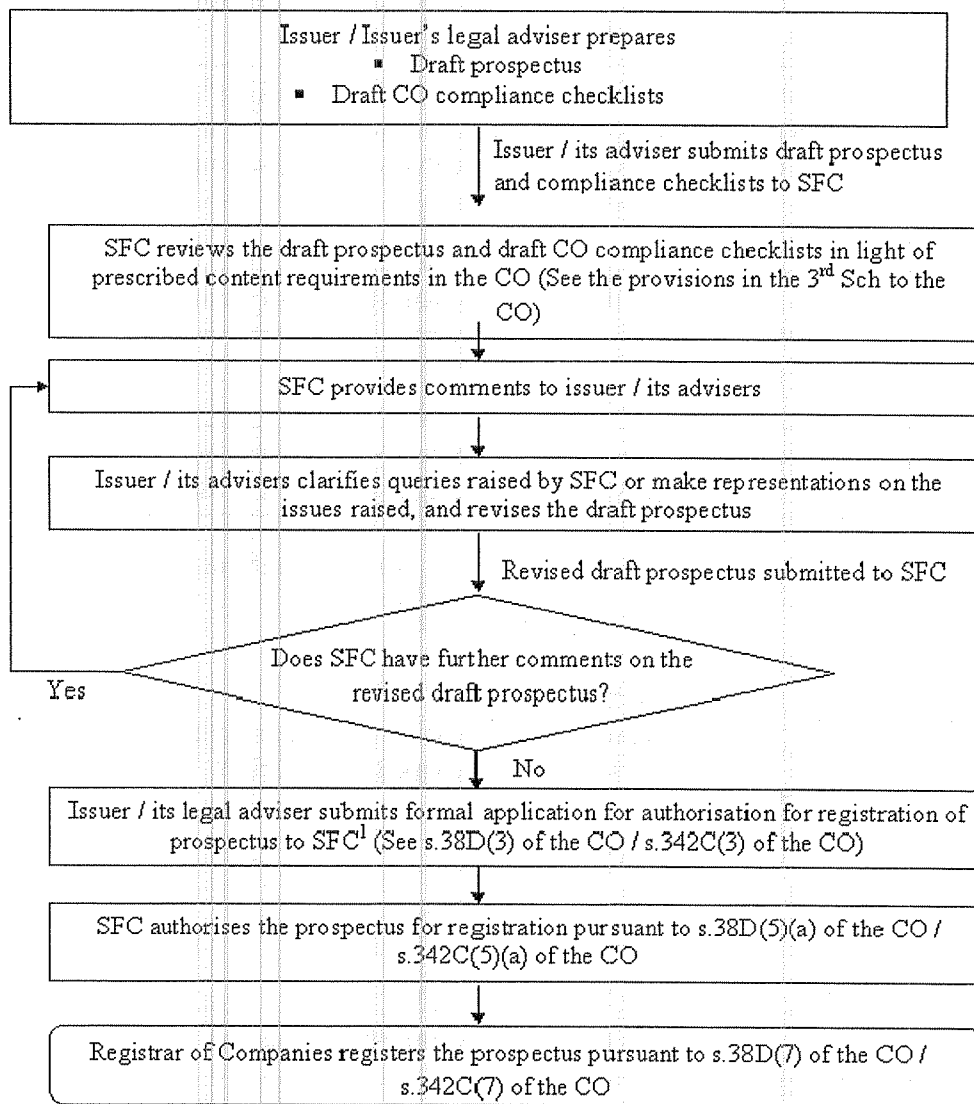 Issuer / Issuer's legal adviser prepares
▪ Draft prospectus
▪ Draft CO compliance checklists
Issuer / its adviser submits draft prospectus
and compliance checklists to SFC
SFC reviews the draft prospectus and draft CO compliance checklists in light of
prescribed content requirements in the CO (See the provisions in the 3rd Sch to the
CO)
SFC provides comments to issuer / its advisers
Issuer / its advisers clarifies queries raised by SFC or make representations on the
issues raised, and revises the draft prospectus
Revised draft prospectus submitted to SFC
Does SFC have further comments on the
revised draft prospectus?
Yes
No
Issuer / its legal adviser submits formal application for authorisation for registration of
prospectus to SFC1 (See s.38D(3) of the CO / s.342C(3) of the CO)
SFC authorises the prospectus for registration pursuant to s.38D(5)(a) of the CO /
s.342C(5)(a) of the CO
Registrar of Companies registers the prospectus pursuant to s.38D(7) of the CO /
s.342C(7) of the CO